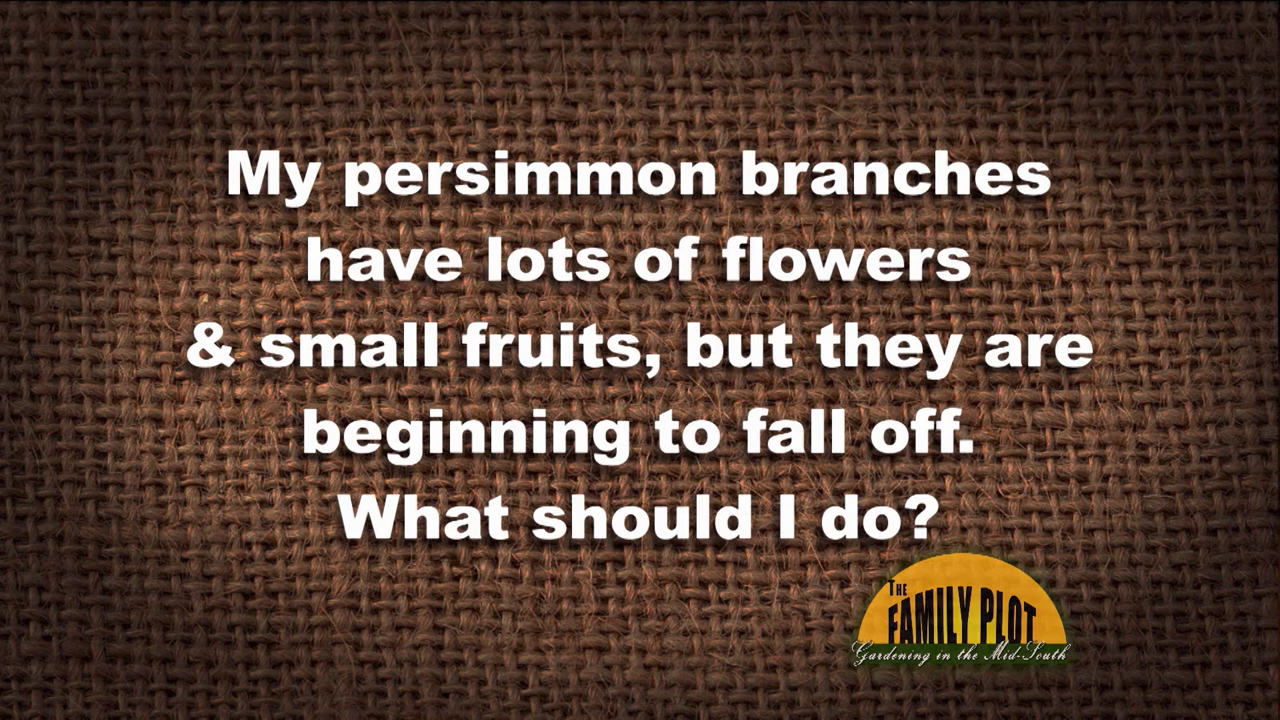 My persimmon branches
have lots of flowers
& small fruits, but they are
beginning to fall off.
What should I do?
THE
FAMILY PLOT
Gardening in the Mid-South